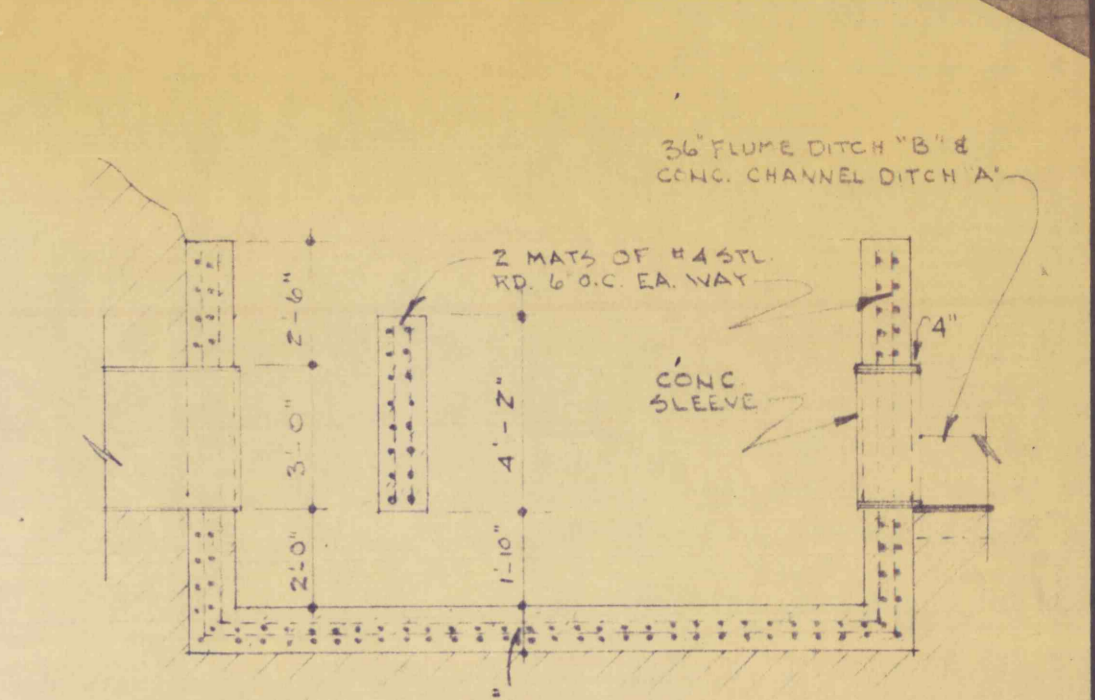 36" FLUME DITCH "B" &
CONC. CHANNEL DITCH "A"
2 MATS OF #4 STL.
RD. 6" O.C. EA. WAY
4"
CONC.
SLEEVE
2'-6"
3'-0"
2'-0"
4'-2"
1'-10"